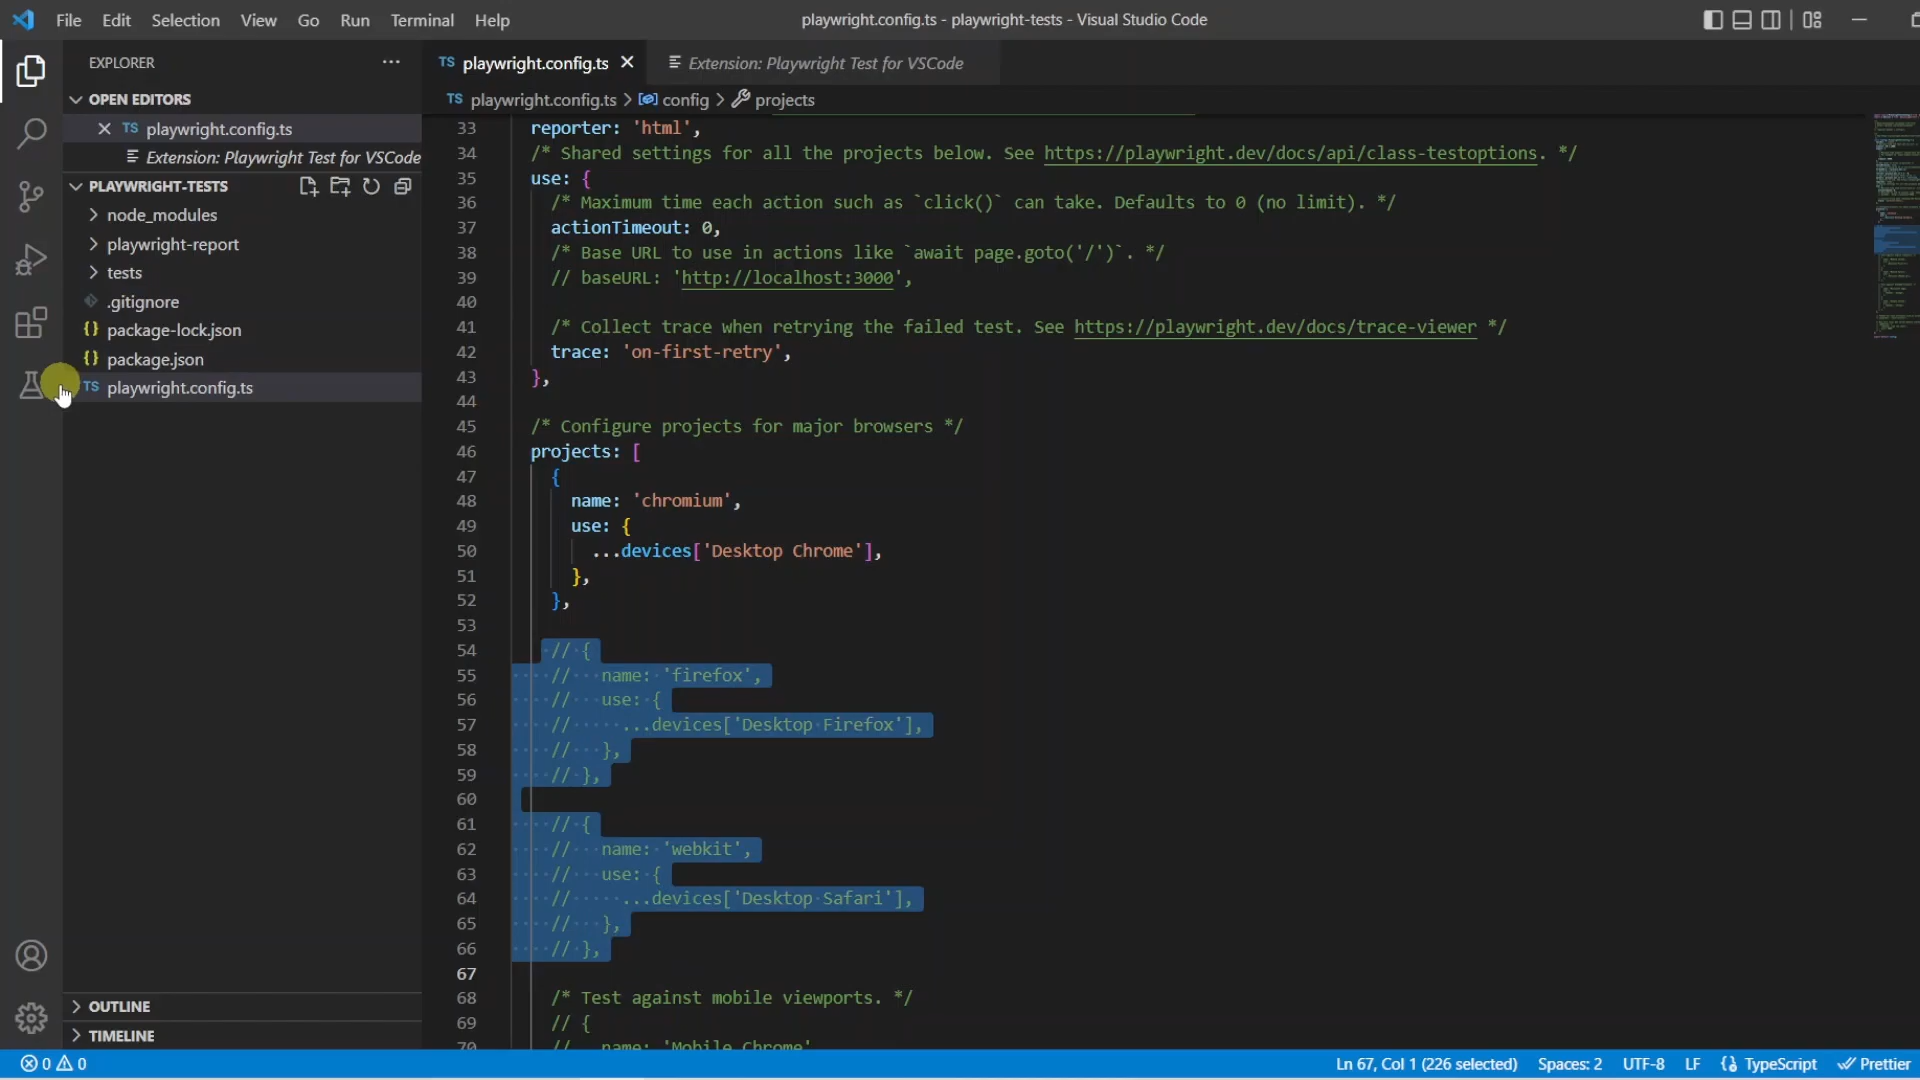 File Edit Selection View Go Run Terminal Help
playwright.config.ts - playwright-tests - Visual Studio Code
EXPLORER
OPEN EDITORS
TS playwright.config.ts
Extension: Playwright Test for VSCode
PLAYWRIGHT-TESTS
node_modules
playwright-report
tests
.gitignore
{} package-lock.json
{} package.json
TS playwright.config.ts
OUTLINE
TIMELINE
TS playwright.config.ts
Extension: Playwright Test for VSCode
TS playwright.config.ts > config > projects
33 reporter: 'html',
34 /* Shared settings for all the projects below. See https://playwright.dev/docs/api/class-testoptions. */
35 use: {
36 /* Maximum time each action such as `click()` can take. Defaults to 0 (no limit). */
37 actionTimeout: 0,
38 /* Base URL to use in actions like `await page.goto('/')`. */
39 // baseURL: 'http://localhost:3000',
40
41 /* Collect trace when retrying the failed test. See https://playwright.dev/docs/trace-viewer */
42 trace: 'on-first-retry',
43 },
44
45 /* Configure projects for major browsers */
46 projects: [
47 {
48 name: 'chromium',
49 use: {
50 ...devices['Desktop Chrome'],
51 },
52 },
53
54 // {
55 // name: 'firefox',
56 // use: {
57 // ...devices['Desktop Firefox'],
58 // },
59 // },
60
61 // {
62 // name: 'webkit',
63 // use: {
64 // ...devices['Desktop Safari'],
65 // },
66 // },
67
68 /* Test against mobile viewports. */
69 // {
70 // name: 'Mobile Chrome'
0 0
Ln 67, Col 1 (226 selected) Spaces: 2 UTF-8 LF {} TypeScript Prettier